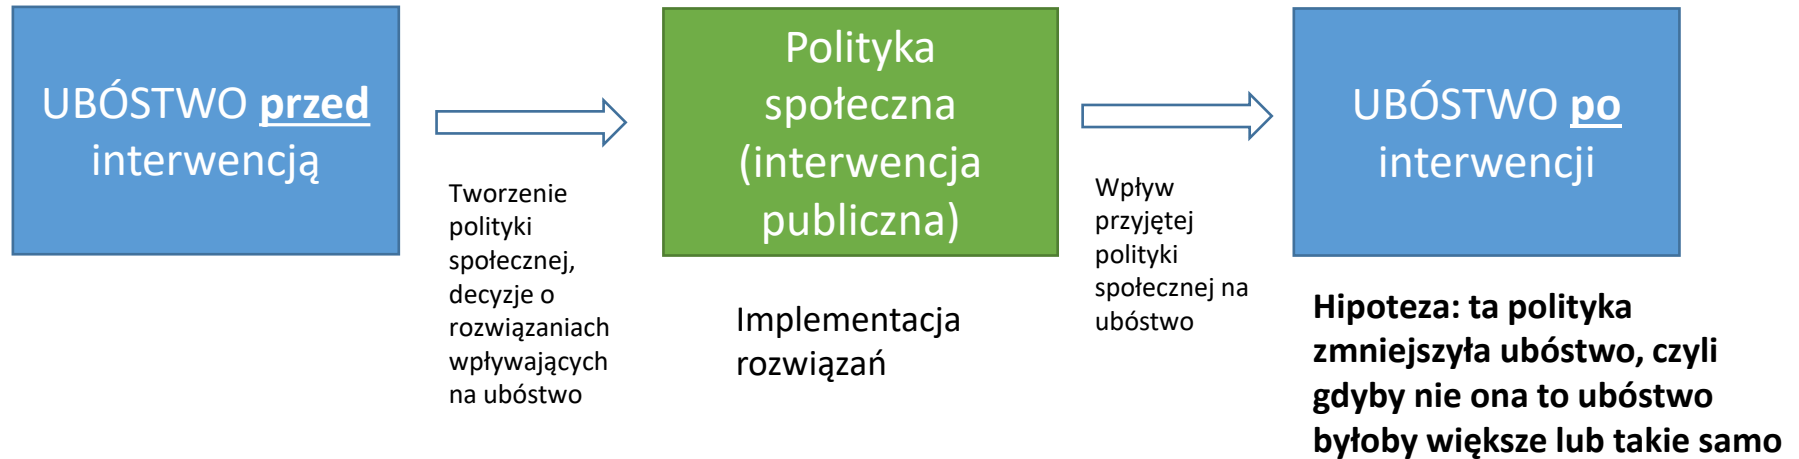 UBÓSTWO przed
interwencją
Tworzenie
polityki
społecznej,
decyzje o
rozwiązaniach
wpływających
na ubóstwo
Polityka
społeczna
(interwencja
publiczna)
Implementacja
rozwiązań
Wpływ
przyjętej
polityki
społecznej na
ubóstwo
UBÓSTWO po
interwencji
Hipoteza: ta polityka
zmniejszyła ubóstwo, czyli
gdyby nie ona to ubóstwo
byłoby większe lub takie samo